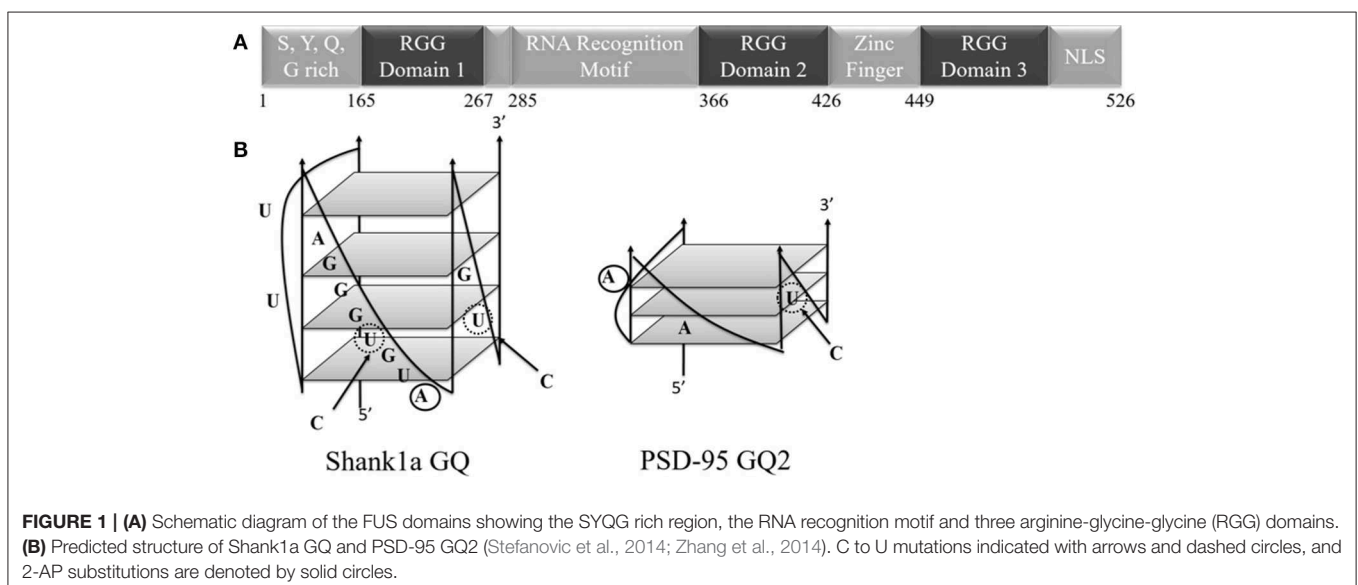 A
S, Y, Q, G rich
RGG Domain 1
RNA Recognition Motif
RGG Domain 2
Zinc Finger
RGG Domain 3
NLS
1 165 267 285 366 426 449 526
B
3'
U
A
G
G
U
G
G
U
1
U
G
U
A
C
C
5'
Shank1a GQ
3'
A
U
A
C
5'
PSD-95 GQ2
FIGURE 1 | (A) Schematic diagram of the FUS domains showing the SYQG rich region, the RNA recognition motif and three arginine-glycine-glycine (RGG) domains.
(B) Predicted structure of Shank1a GQ and PSD-95 GQ2 (Stefanovic et al., 2014; Zhang et al., 2014). C to U mutations indicated with arrows and dashed circles, and
2-AP substitutions are denoted by solid circles.